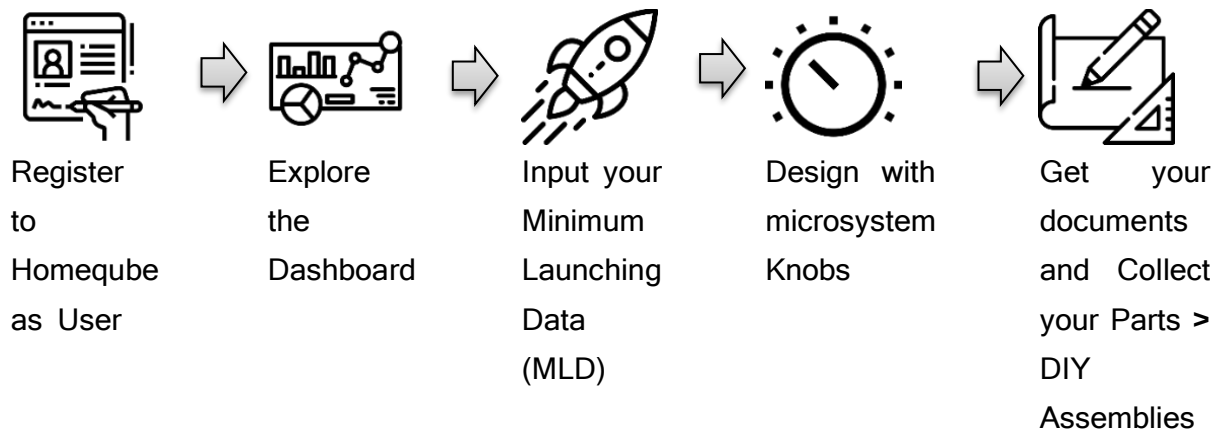 Register
to
Homeqube
as User
Explore
the
Dashboard
Input your
Minimum
Launching
Data
(MLD)
Design with
microsystem
Knobs
Get your
documents
and Collect
your Parts >
DIY
Assemblies